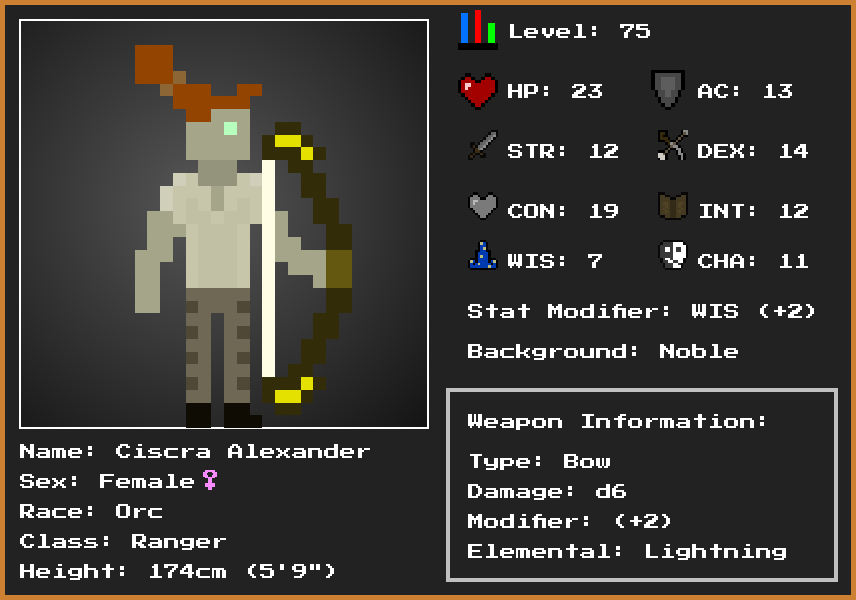 Level: 75
HP: 23 AC: 13
STR: 12 DEX: 14
CON: 19 INT: 12
WIS: 7 CHA: 11
Stat Modifier: WIS (+2)
Background: Noble
Weapon Information:
Type: Bow
Damage: d6
Modifier: (+2)
Elemental: Lightning
Name: Ciscra Alexander
Sex: Female♀
Race: Orc
Class: Ranger
Height: 174cm (5'9")